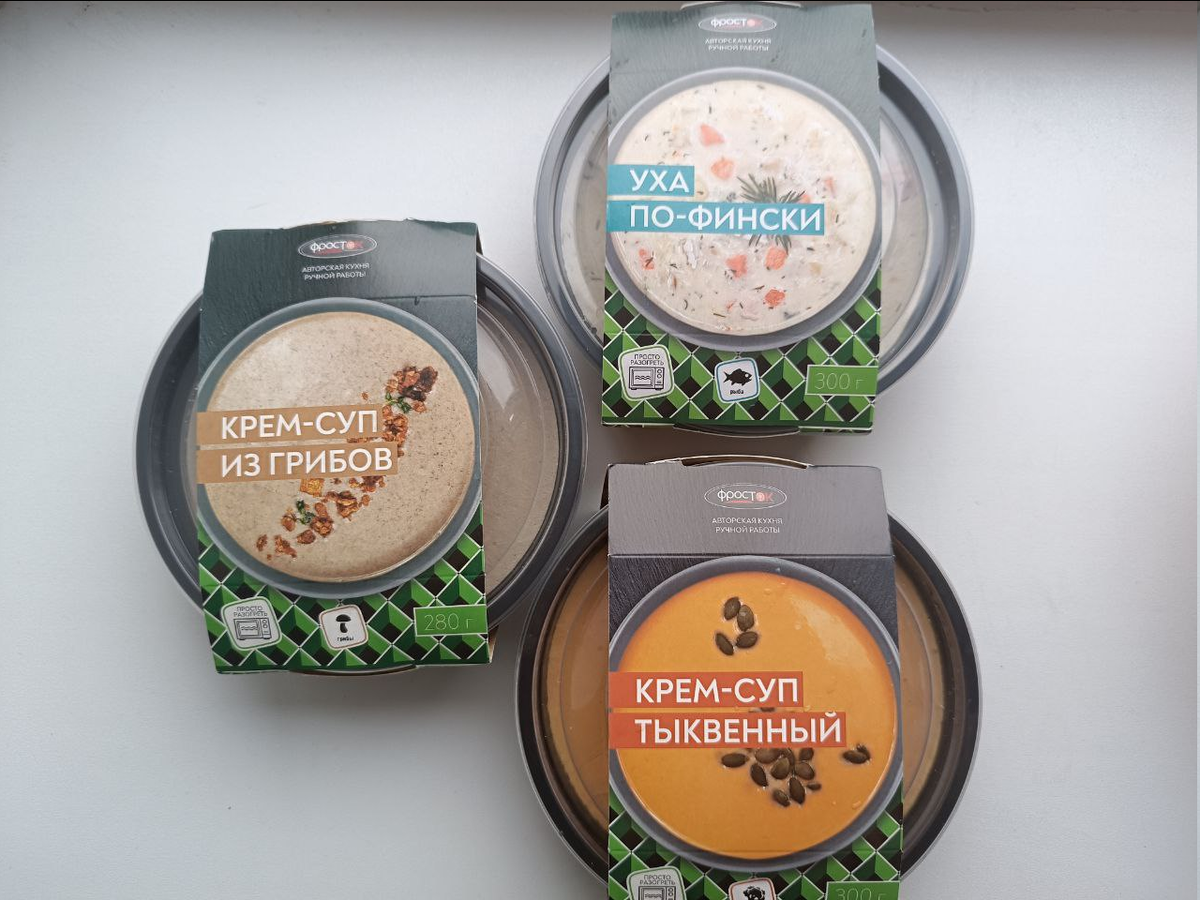 фростОК
АВТОРСКАЯ КУХНЯ
РУЧНОЙ РАБОТЫ
УХА
ПО-ФИНСКИ
ПРОСТО
РАЗОГРЕТЬ
рыба
300 г
фростОК
АВТОРСКАЯ КУХНЯ
РУЧНОЙ РАБОТЫ
КРЕМ-СУП
ИЗ ГРИБОВ
ПРОСТО
РАЗОГРЕТЬ
грибы
280 г
фростОК
АВТОРСКАЯ КУХНЯ
РУЧНОЙ РАБОТЫ
КРЕМ-СУП
ТЫКВЕННЫЙ
ПРОСТО
РАЗОГРЕТЬ
300 г